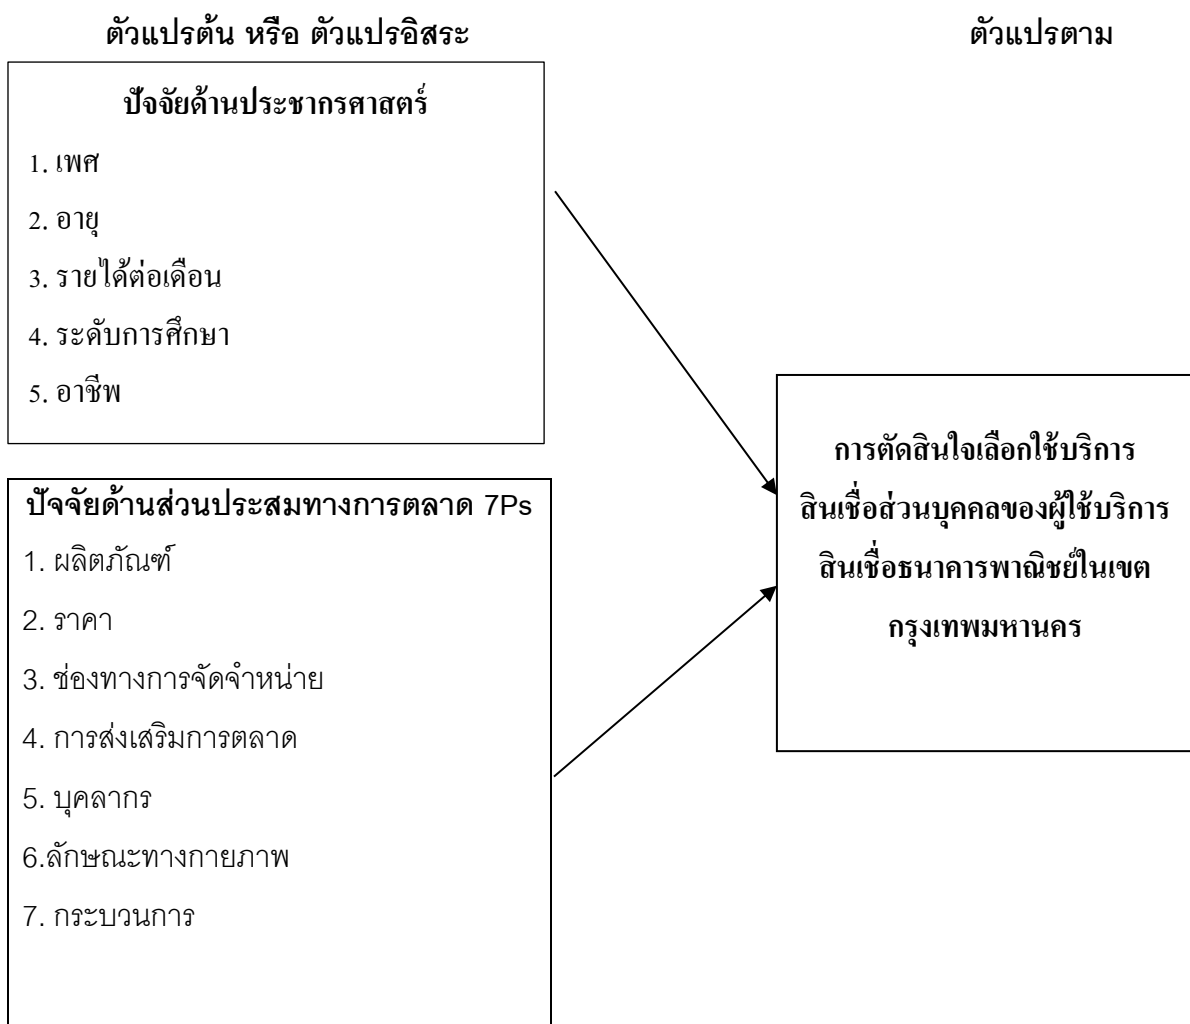 ตัวแปรต้น หรือ ตัวแปรอิสระ
ตัวแปรตาม
ปัจจัยด้านประชากรศาสตร์
1. เพศ
2. อายุ
3. รายได้ต่อเดือน
4. ระดับการศึกษา
5. อาชีพ
ปัจจัยด้านส่วนประสมทางการตลาด 7Ps
1. ผลิตภัณฑ์
2. ราคา
3. ช่องทางการจัดจำหน่าย
4. การส่งเสริมการตลาด
5. บุคลากร
6.ลักษณะทางกายภาพ
7. กระบวนการ
การตัดสินใจเลือกใช้บริการ
สินเชื่อส่วนบุคคลของผู้ใช้บริการ
สินเชื่อธนาคารพาณิชย์ในเขต
กรุงเทพมหานคร